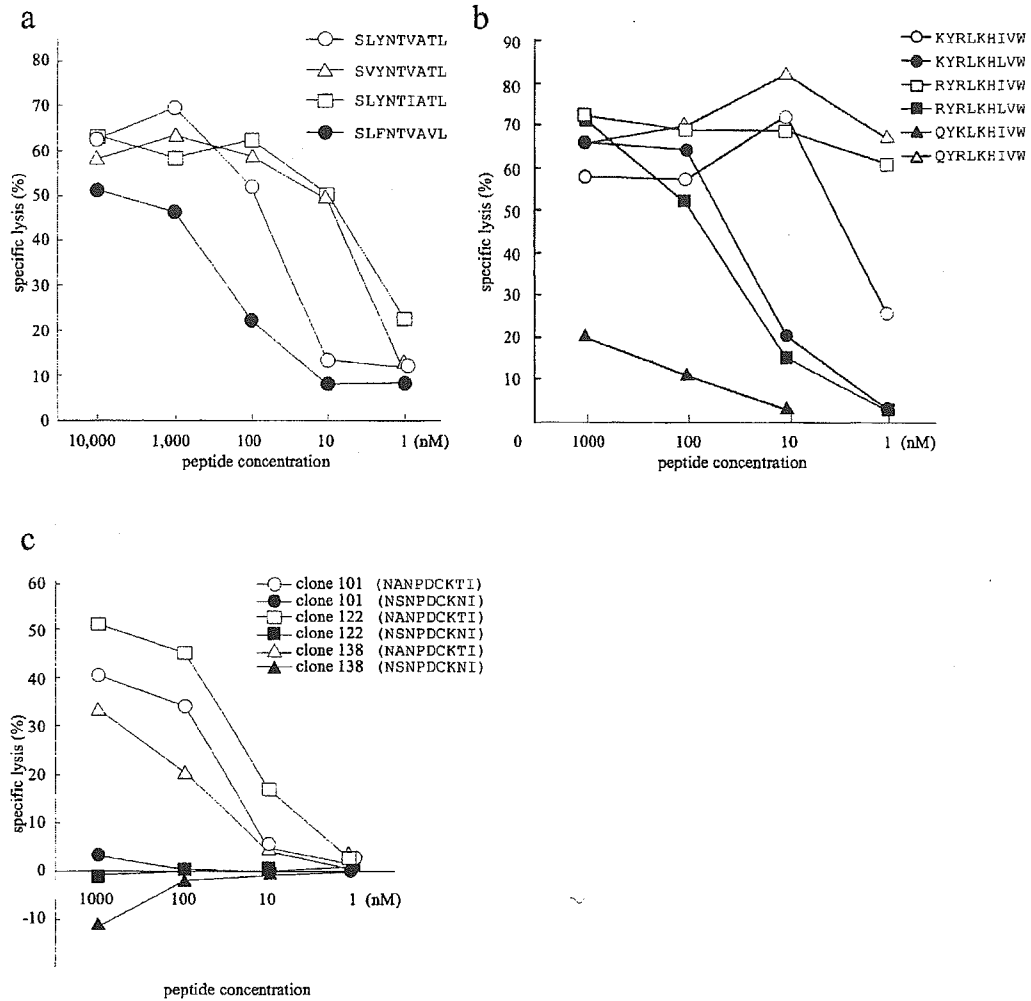 a
SLYNTVATL
SVYNTVATL
SLYNTIATL
SLFNTVAVL
specific lysis (%)
80
70
60
50
40
30
20
10
0
10,000 1,000 100 10 1 (nM)
peptide concentration
b
KYRLKHIVW
KYRLKHLVW
RYRLKHIVW
RYRLKHLVW
QYKLKHIVW
QYRLKHIVW
specific lysis (%)
90
80
70
60
50
40
30
20
10
0 1000 100 10 1 (nM)
peptide concentration
c
clone 101 (NANPDCKTI)
clone 101 (NSNPDCKNI)
clone 122 (NANPDCKTI)
clone 122 (NSNPDCKNI)
clone 138 (NANPDCKTI)
clone 138 (NSNPDCKNI)
specific lysis (%)
60
50
40
30
20
10
0
-10
1000 100 10 1 (nM)
peptide concentration